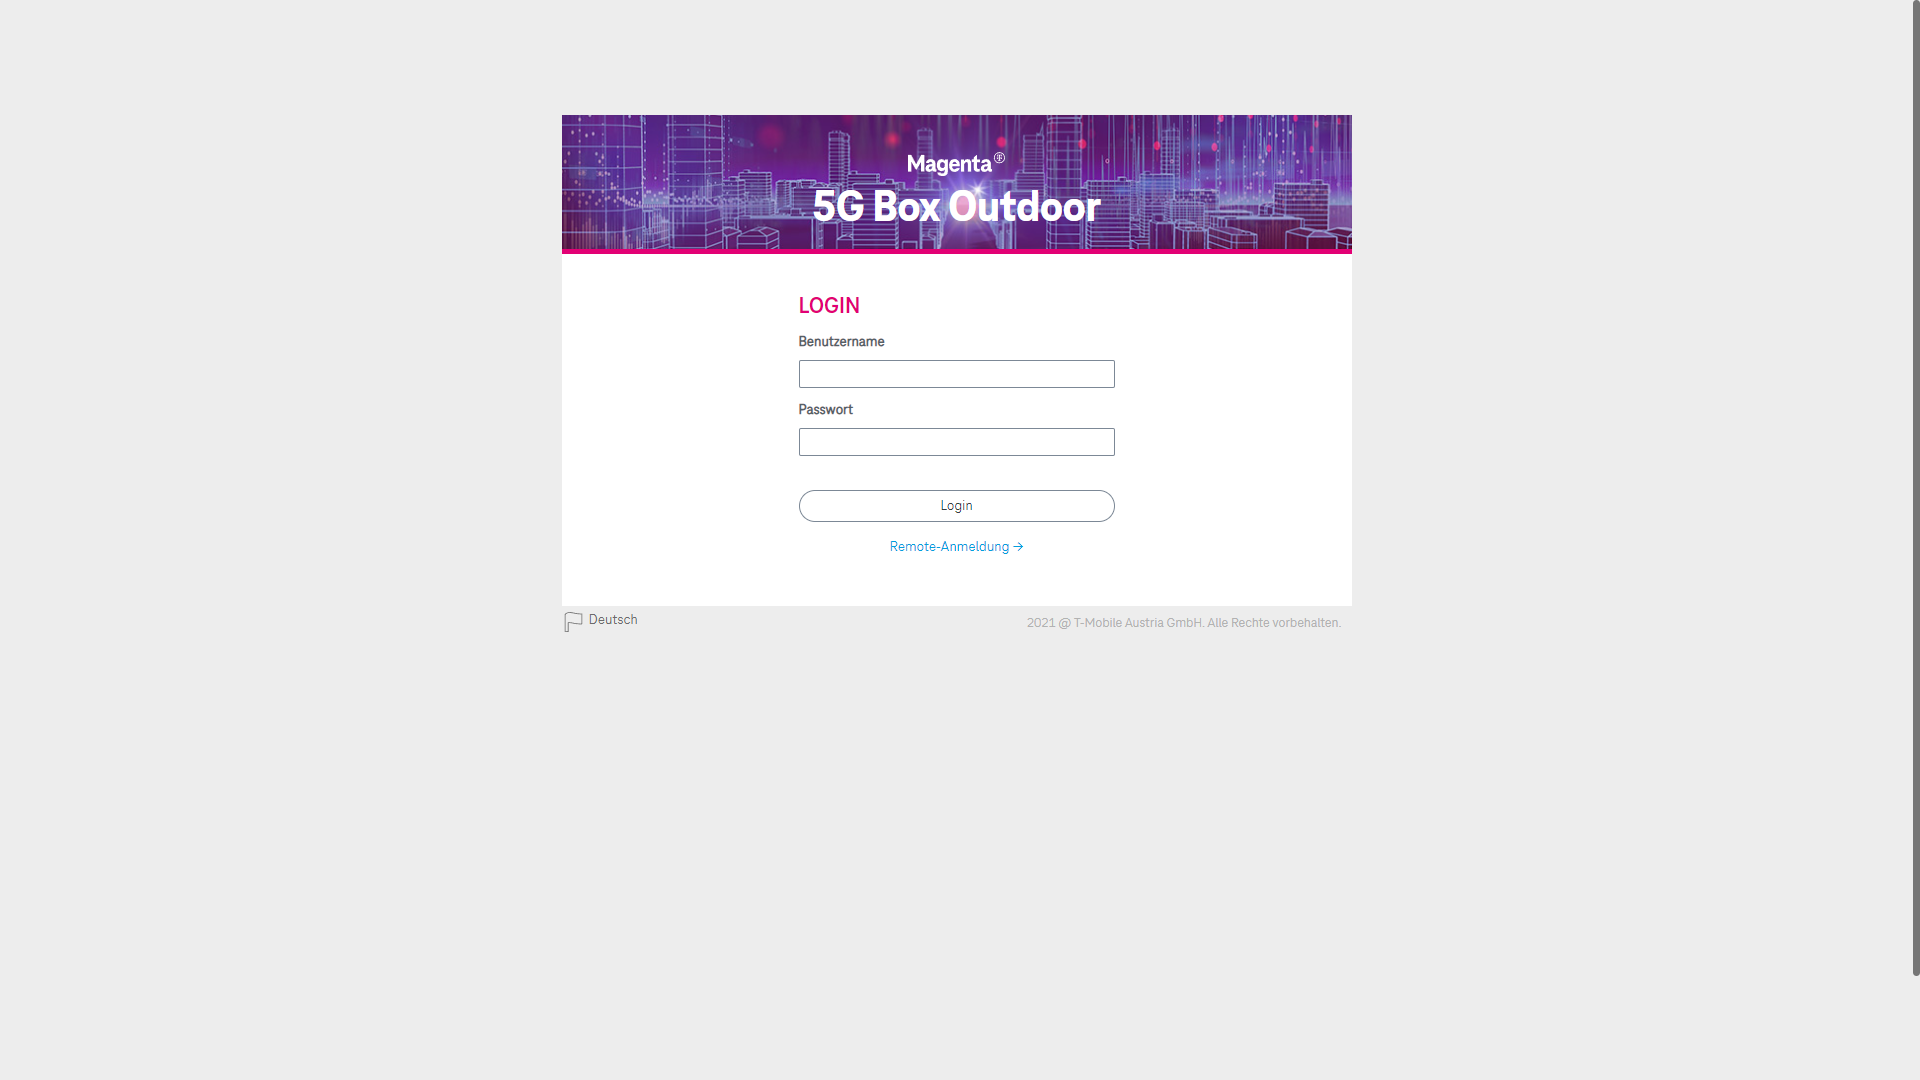 Magenta®
5G Box Outdoor
LOGIN
Benutzername
Passwort
Login
Remote-Anmeldung →
Deutsch
2021 @ T-Mobile Austria GmbH. Alle Rechte vorbehalten.